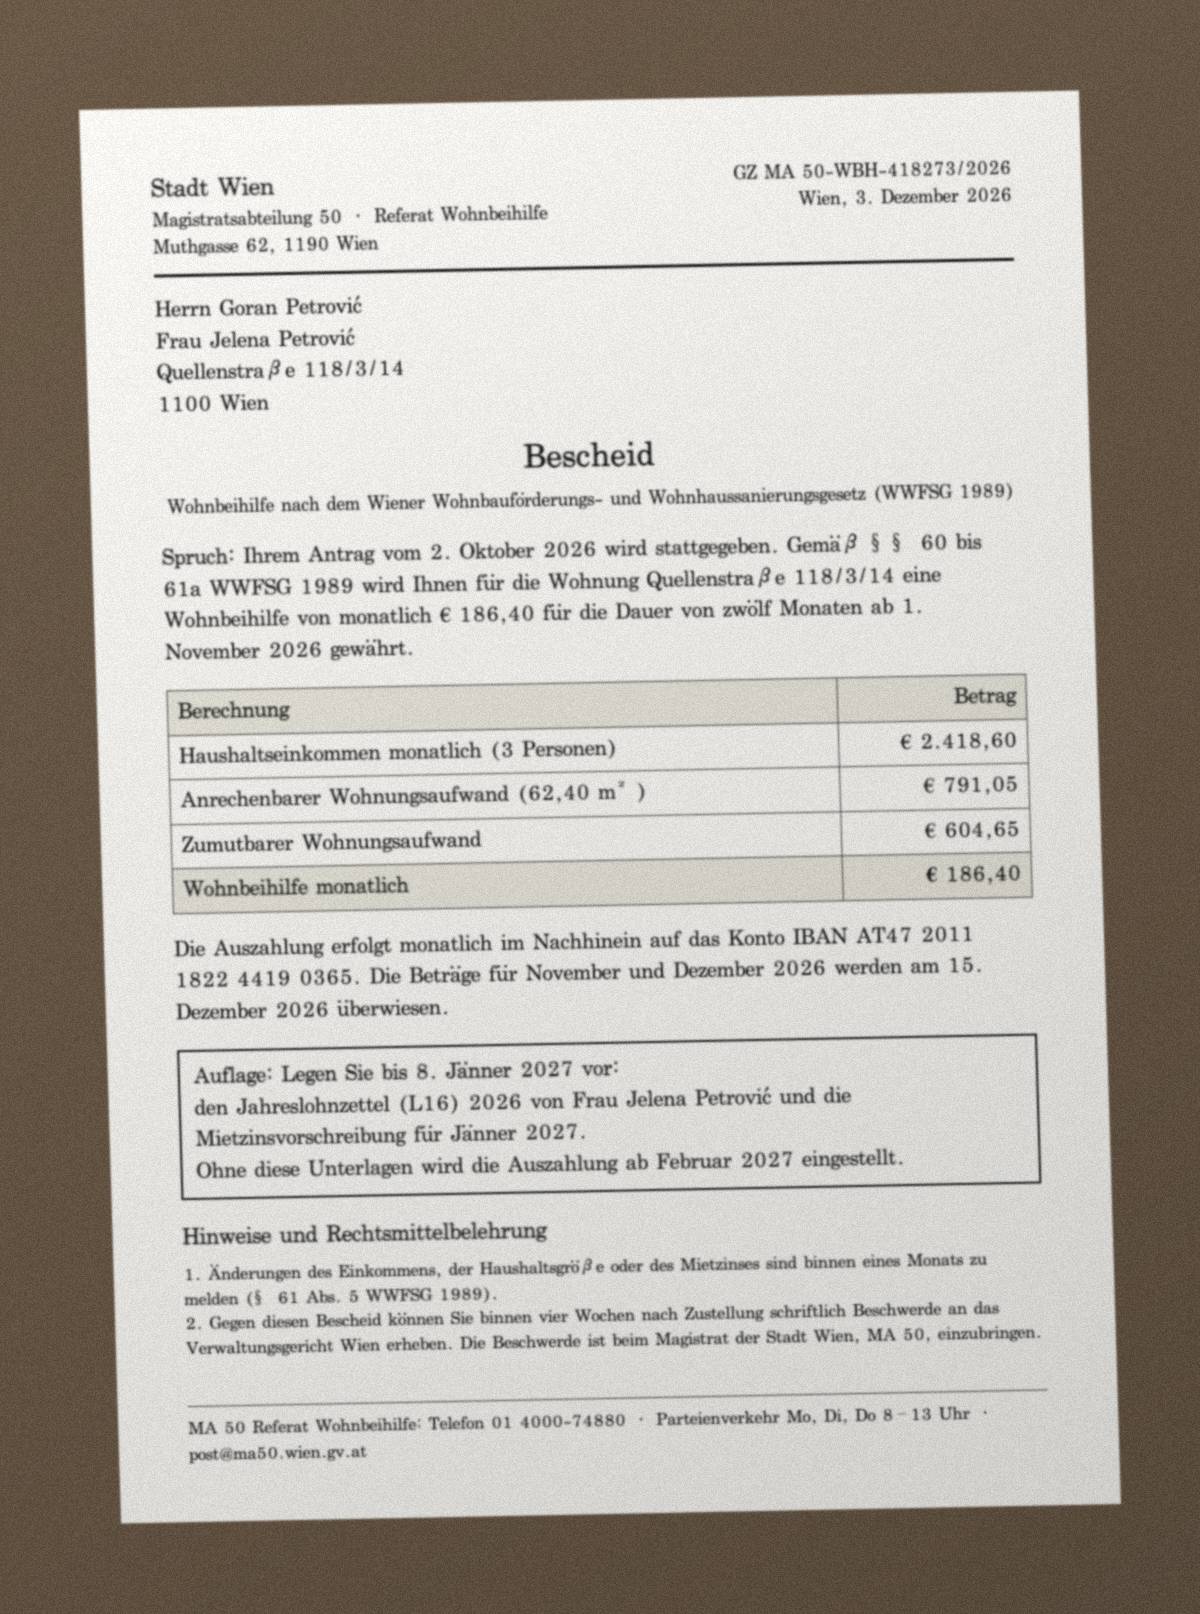 Stadt Wien
Magistratsabteilung 50 · Referat Wohnbeihilfe
Muthgasse 62, 1190 Wien
GZ MA 50-WBH-418273/2026
Wien, 3. Dezember 2026
Herrn Goran Petrović
Frau Jelena Petrović
Quellenstraße 118/3/14
1100 Wien
Bescheid
Wohnbeihilfe nach dem Wiener Wohnbauförderungs- und Wohnhaussanierungsgesetz (WWFSG 1989)
Spruch: Ihrem Antrag vom 2. Oktober 2026 wird stattgegeben. Gemäß §§ 60 bis
61a WWFSG 1989 wird Ihnen für die Wohnung Quellenstraße 118/3/14 eine
Wohnbeihilfe von monatlich € 186,40 für die Dauer von zwölf Monaten ab 1.
November 2026 gewährt.
Berechnung Betrag
Haushaltseinkommen monatlich (3 Personen) € 2.418,60
Anrechenbarer Wohnungsaufwand (62,40 m²) € 791,05
Zumutbarer Wohnungsaufwand € 604,65
Wohnbeihilfe monatlich € 186,40
Die Auszahlung erfolgt monatlich im Nachhinein auf das Konto IBAN AT47 2011
1822 4419 0365. Die Beträge für November und Dezember 2026 werden am 15.
Dezember 2026 überwiesen.
Auflage: Legen Sie bis 8. Jänner 2027 vor:
den Jahreslohnzettel (L16) 2026 von Frau Jelena Petrović und die
Mietzinsvorschreibung für Jänner 2027.
Ohne diese Unterlagen wird die Auszahlung ab Februar 2027 eingestellt.
Hinweise und Rechtsmittelbelehrung
1. Änderungen des Einkommens, der Haushaltsgröße oder des Mietzinses sind binnen eines Monats zu
melden (§ 61 Abs. 5 WWFSG 1989).
2. Gegen diesen Bescheid können Sie binnen vier Wochen nach Zustellung schriftlich Beschwerde an das
Verwaltungsgericht Wien erheben. Die Beschwerde ist beim Magistrat der Stadt Wien, MA 50, einzubringen.
MA 50 Referat Wohnbeihilfe: Telefon 01 4000-74880 · Parteienverkehr Mo, Di, Do 8–13 Uhr ·
post@ma50.wien.gv.at